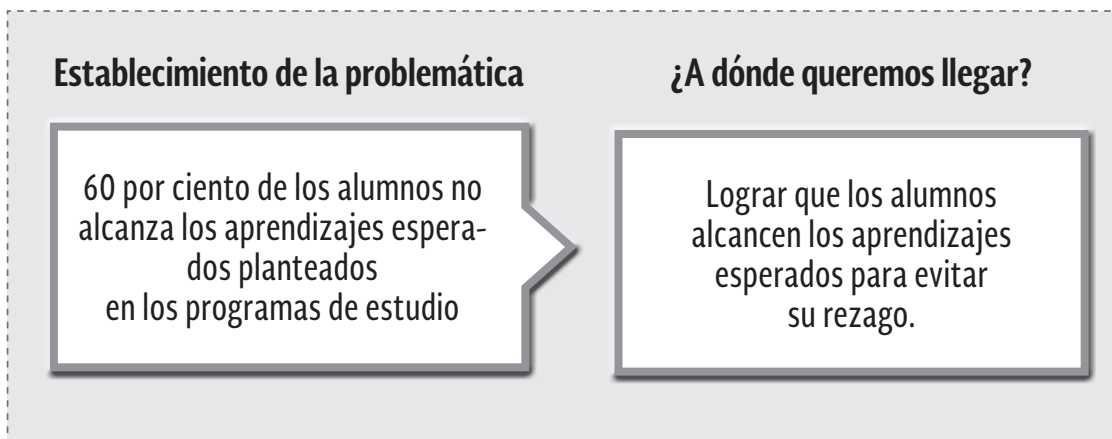 Establecimiento de la problemática
60 por ciento de los alumnos no
alcanza los aprendizajes espera-
dos planteados
en los programas de estudio
¿A dónde queremos llegar?
Lograr que los alumnos
alcancen los aprendizajes
esperados para evitar
su rezago.